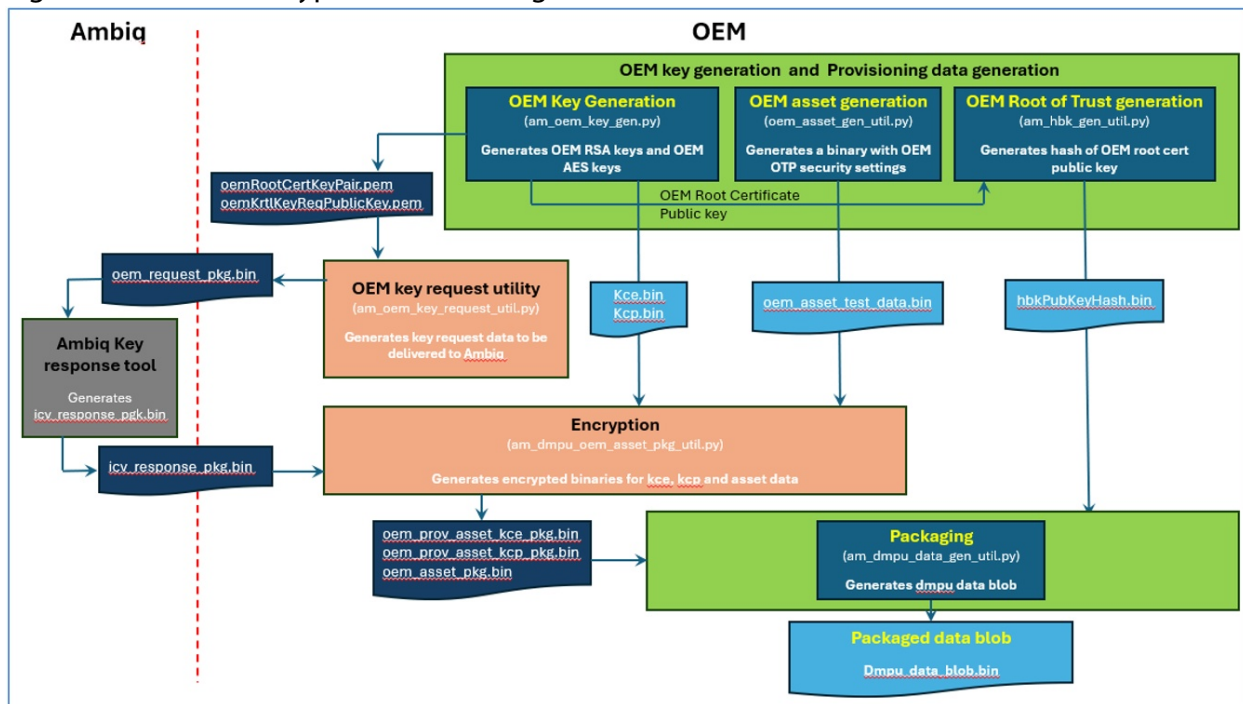 Ambiq
OEM
OEM key generation and Provisioning data generation
OEM Key Generation
(am_oem_key_gen.py)
Generates OEM RSA keys and OEM
AES keys
OEM asset generation
(oem_asset_gen_util.py)
Generates a binary with OEM
OTP security settings
OEM Root of Trust generation
(am_hbk_gen_util.py)
Generates hash of OEM root cert
public key
OEM Root Certificate
Public key
oemRootCertKeyPair.pem
oemKrtlKeyReqPublicKey.pem
oem_request_pkg.bin
OEM key request utility
(am_oem_key_request_util.py)
Generates key request data to be
delivered to Ambiq
Kce.bin
Kcp.bin
oem_asset_test_data.bin
hbkPubKeyHash.bin
Ambiq Key
response tool
Generates
icv_response_pgk.bin
icv_response_pkg.bin
Encryption
(am_dmpu_oem_asset_pkg_util.py)
Generates encrypted binaries for kce, kcp and asset data
oem_prov_asset_kce_pkg.bin
oem_prov_asset_kcp_pkg.bin
oem_asset_pkg.bin
Packaging
(am_dmpu_data_gen_util.py)
Generates dmpu data blob
Packaged data blob
Dmpu_data_blob.bin